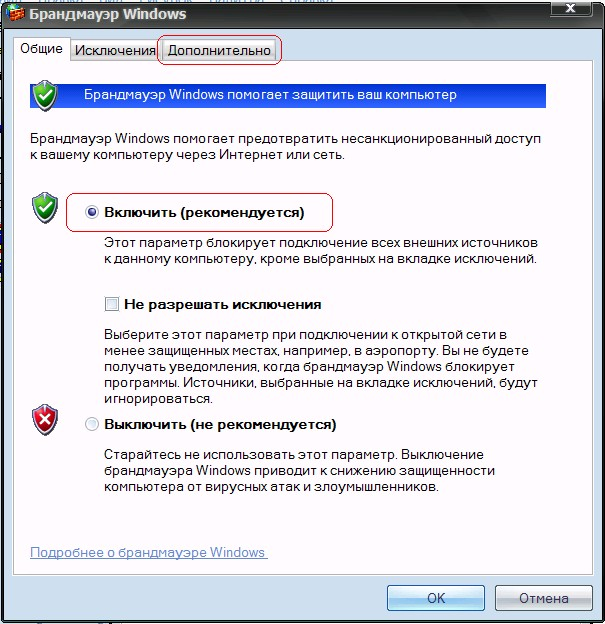 Брандмауэр Windows
Общие
Исключения
Дополнительно
Брандмауэр Windows помогает защитить ваш компьютер
Брандмауэр Windows помогает предотвратить несанкционированный доступ
к вашему компьютеру через Интернет или сеть.
Включить (рекомендуется)
Этот параметр блокирует подключение всех внешних источников
к данному компьютеру, кроме выбранных на вкладке исключений.
Не разрешать исключения
Выберите этот параметр при подключении к открытой сети в
менее защищенных местах, например, в аэропорту. Вы не будете
получать уведомления, когда брандмауэр Windows блокирует
программы. Источники, выбранные на вкладке исключений, будут
игнорироваться.
Выключить (не рекомендуется)
Старайтесь не использовать этот параметр. Выключение
брандмауэра Windows приводит к снижению защищенности
компьютера от вирусных атак и злоумышленников.
Подробнее о брандмауэре Windows
OK
Отмена